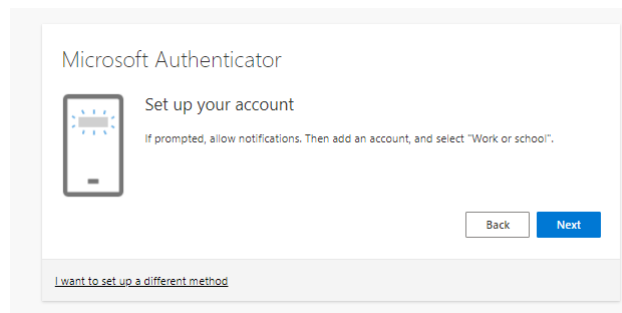 Microsoft Authenticator
Set up your account
If prompted, allow notifications. Then add an account, and select "Work or school".
Back Next
I want to set up a different method